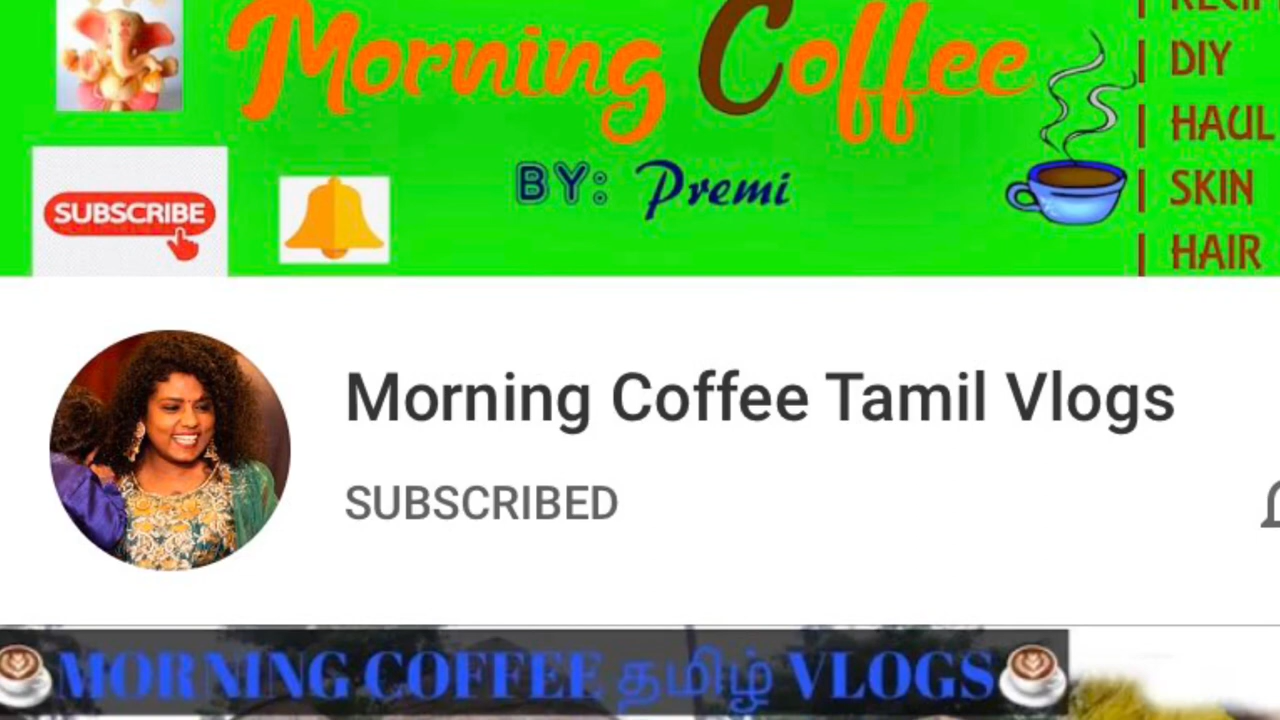 Morning Coffee
BY: Premi
SUBSCRIBE
DIY
HAUL
SKIN
HAIR
Morning Coffee Tamil Vlogs
SUBSCRIBED
MORNING COFFEE தமிழ் VLOGS